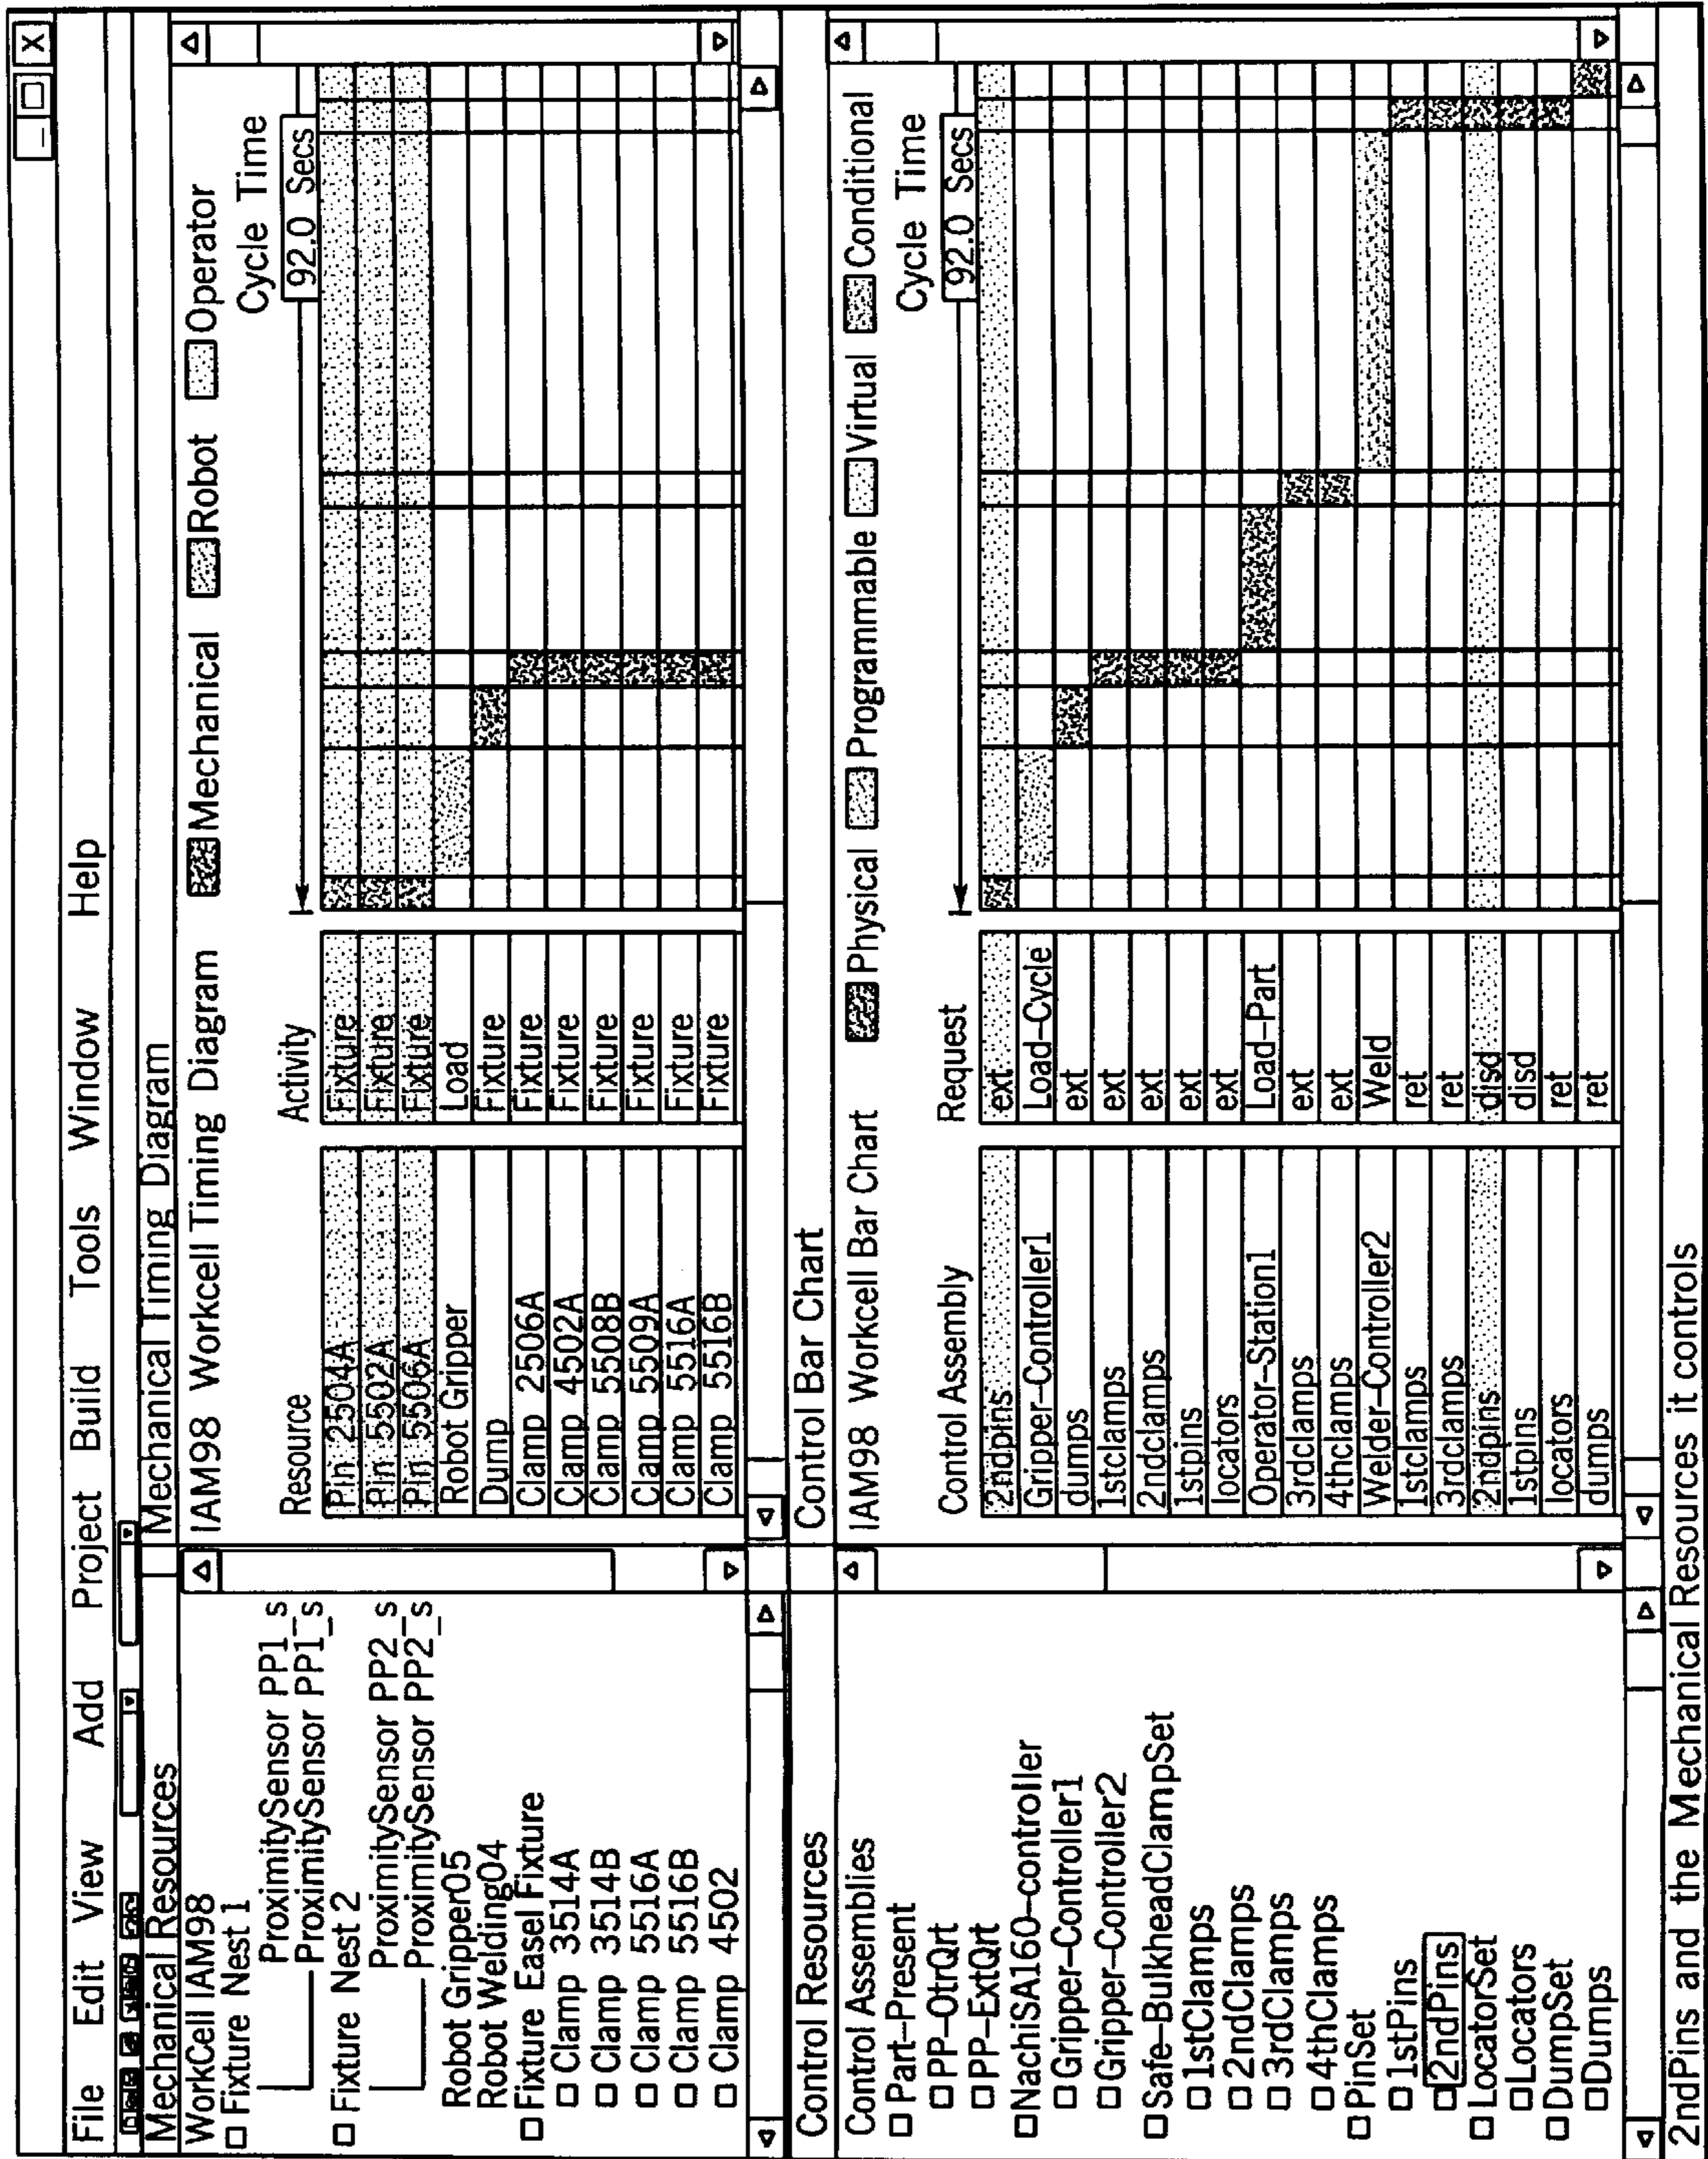 _ X
File Edit View Add Project Build Tools Window Help
Mechanical Resources
WorkCell IAM98
Fixture Nest 1
ProximitySensor PP1_s
ProximitySensor PP1_s
Fixture Nest 2
ProximitySensor PP2_s
ProximitySensor PP2_s
Robot Gripper05
Robot Welding04
Fixture Easel Fixture
Clamp 3514A
Clamp 3514B
Clamp 5516A
Clamp 5516B
Clamp 4502
Mechanical Timing Diagram
IAM98 Workcell Timing Diagram Mechanical Robot Operator
Cycle Time
92.0 Secs
Resource Activity
Pin 2504A Fixture
Pin 5502A Fixture
Pin 5506A Fixture
Robot Gripper Load
Dump Fixture
Clamp 2506A Fixture
Clamp 4502A Fixture
Clamp 5508B Fixture
Clamp 5509A Fixture
Clamp 5516A Fixture
Clamp 5516B Fixture
Control Resources
Control Assemblies
Part-Present
PP-OtrQrt
PP-ExtQrt
NachiSA160-controller
Gripper-Controller1
Gripper-Controller2
Safe-BulkheadClampSet
1stClamps
2ndClamps
3rdClamps
4thClamps
PinSet
1stPins
2ndPins
LocatorSet
Locators
DumpSet
Dumps
Control Bar Chart
IAM98 Workcell Bar Chart Physical Programmable Virtual Conditional
Cycle Time
92.0 Secs
Control Assembly Request
2ndpins ext
Gripper-Controller1 Load-Cycle
dumps ext
1stclamps ext
2ndclamps ext
1stpins ext
locators ext
Operator-Station1 Load-Part
3rdclamps ext
4thclamps ext
Welder-Controller2 Weld
1stclamps ret
3rdclamps ret
2ndpins disd
1stpins disd
locators ret
dumps ret
2ndPins and the Mechanical Resources it controls